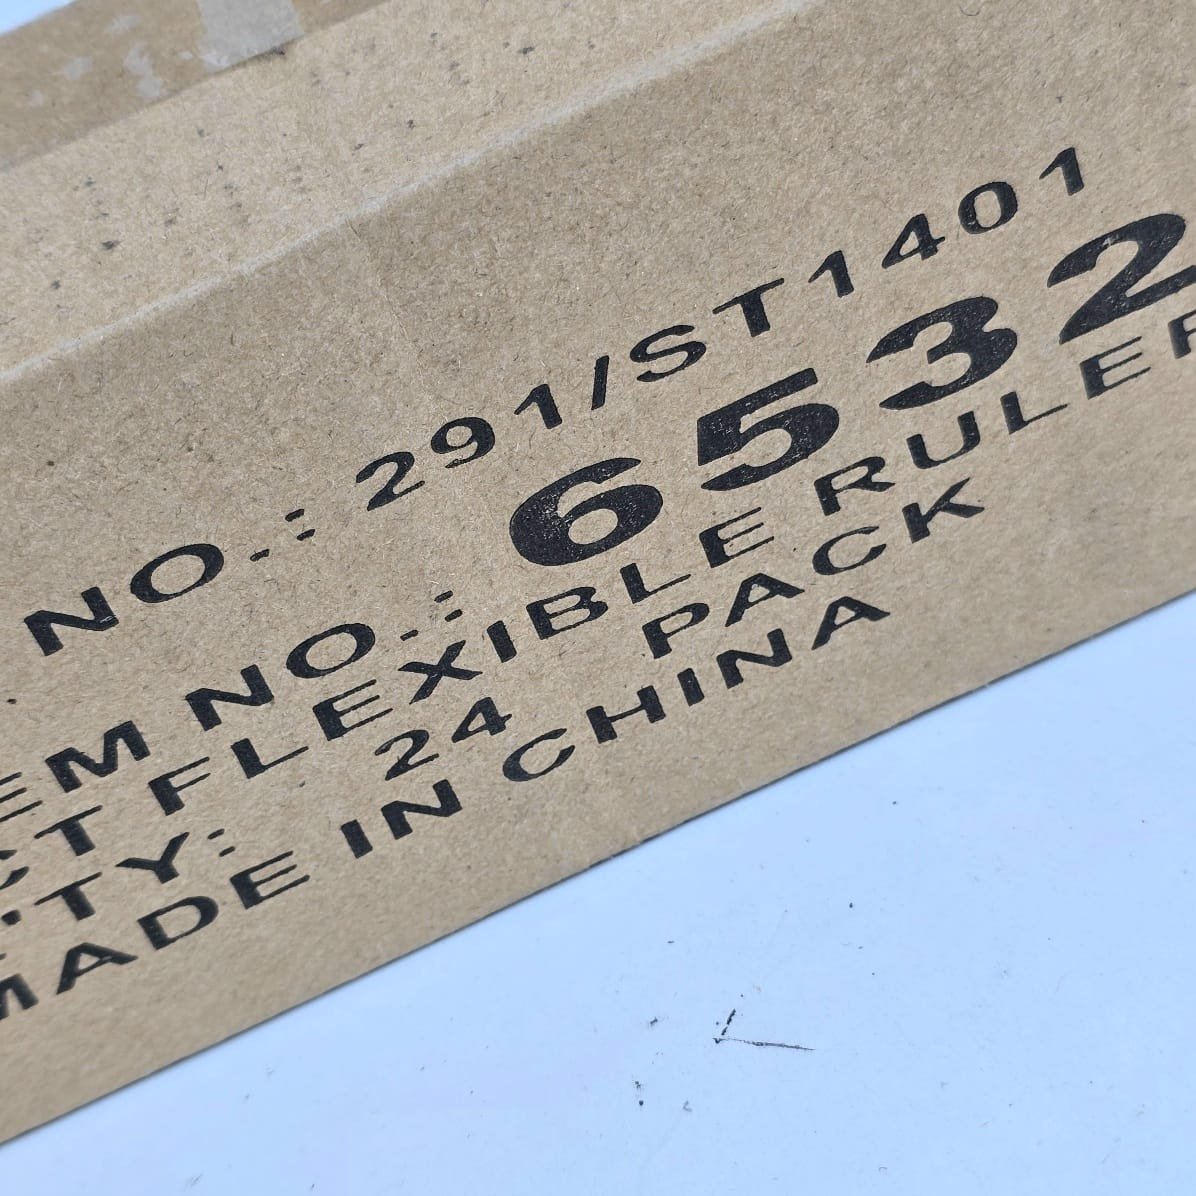 NO.: 291/ST1401
EM NO.: 6532
CT FLEXIBLE RULER
'TY: 24 PACK
MADE IN CHINA